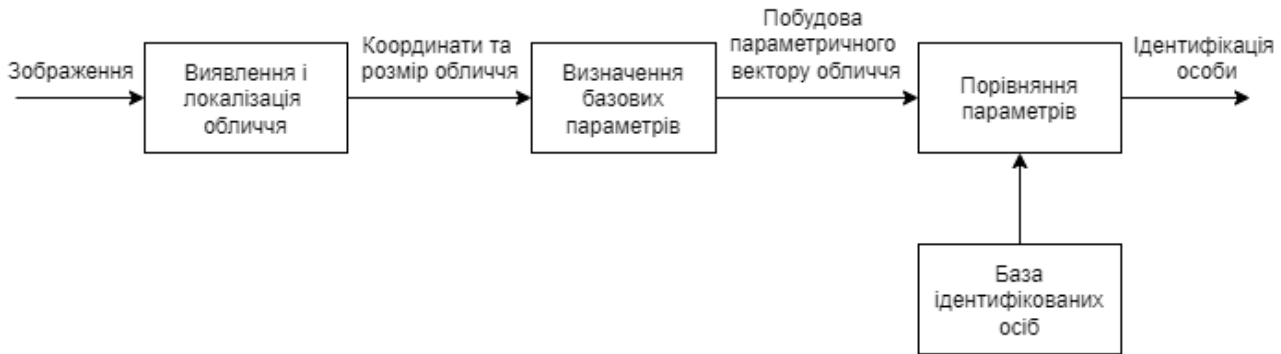 Зображення
Виявлення і
локалізація
обличчя
Координати та
розмір обличчя
Визначення
базових
параметрів
Побудова
параметричного
вектору обличчя
Порівняння
параметрів
Ідентифікація
особи
База
ідентифікованих
осіб